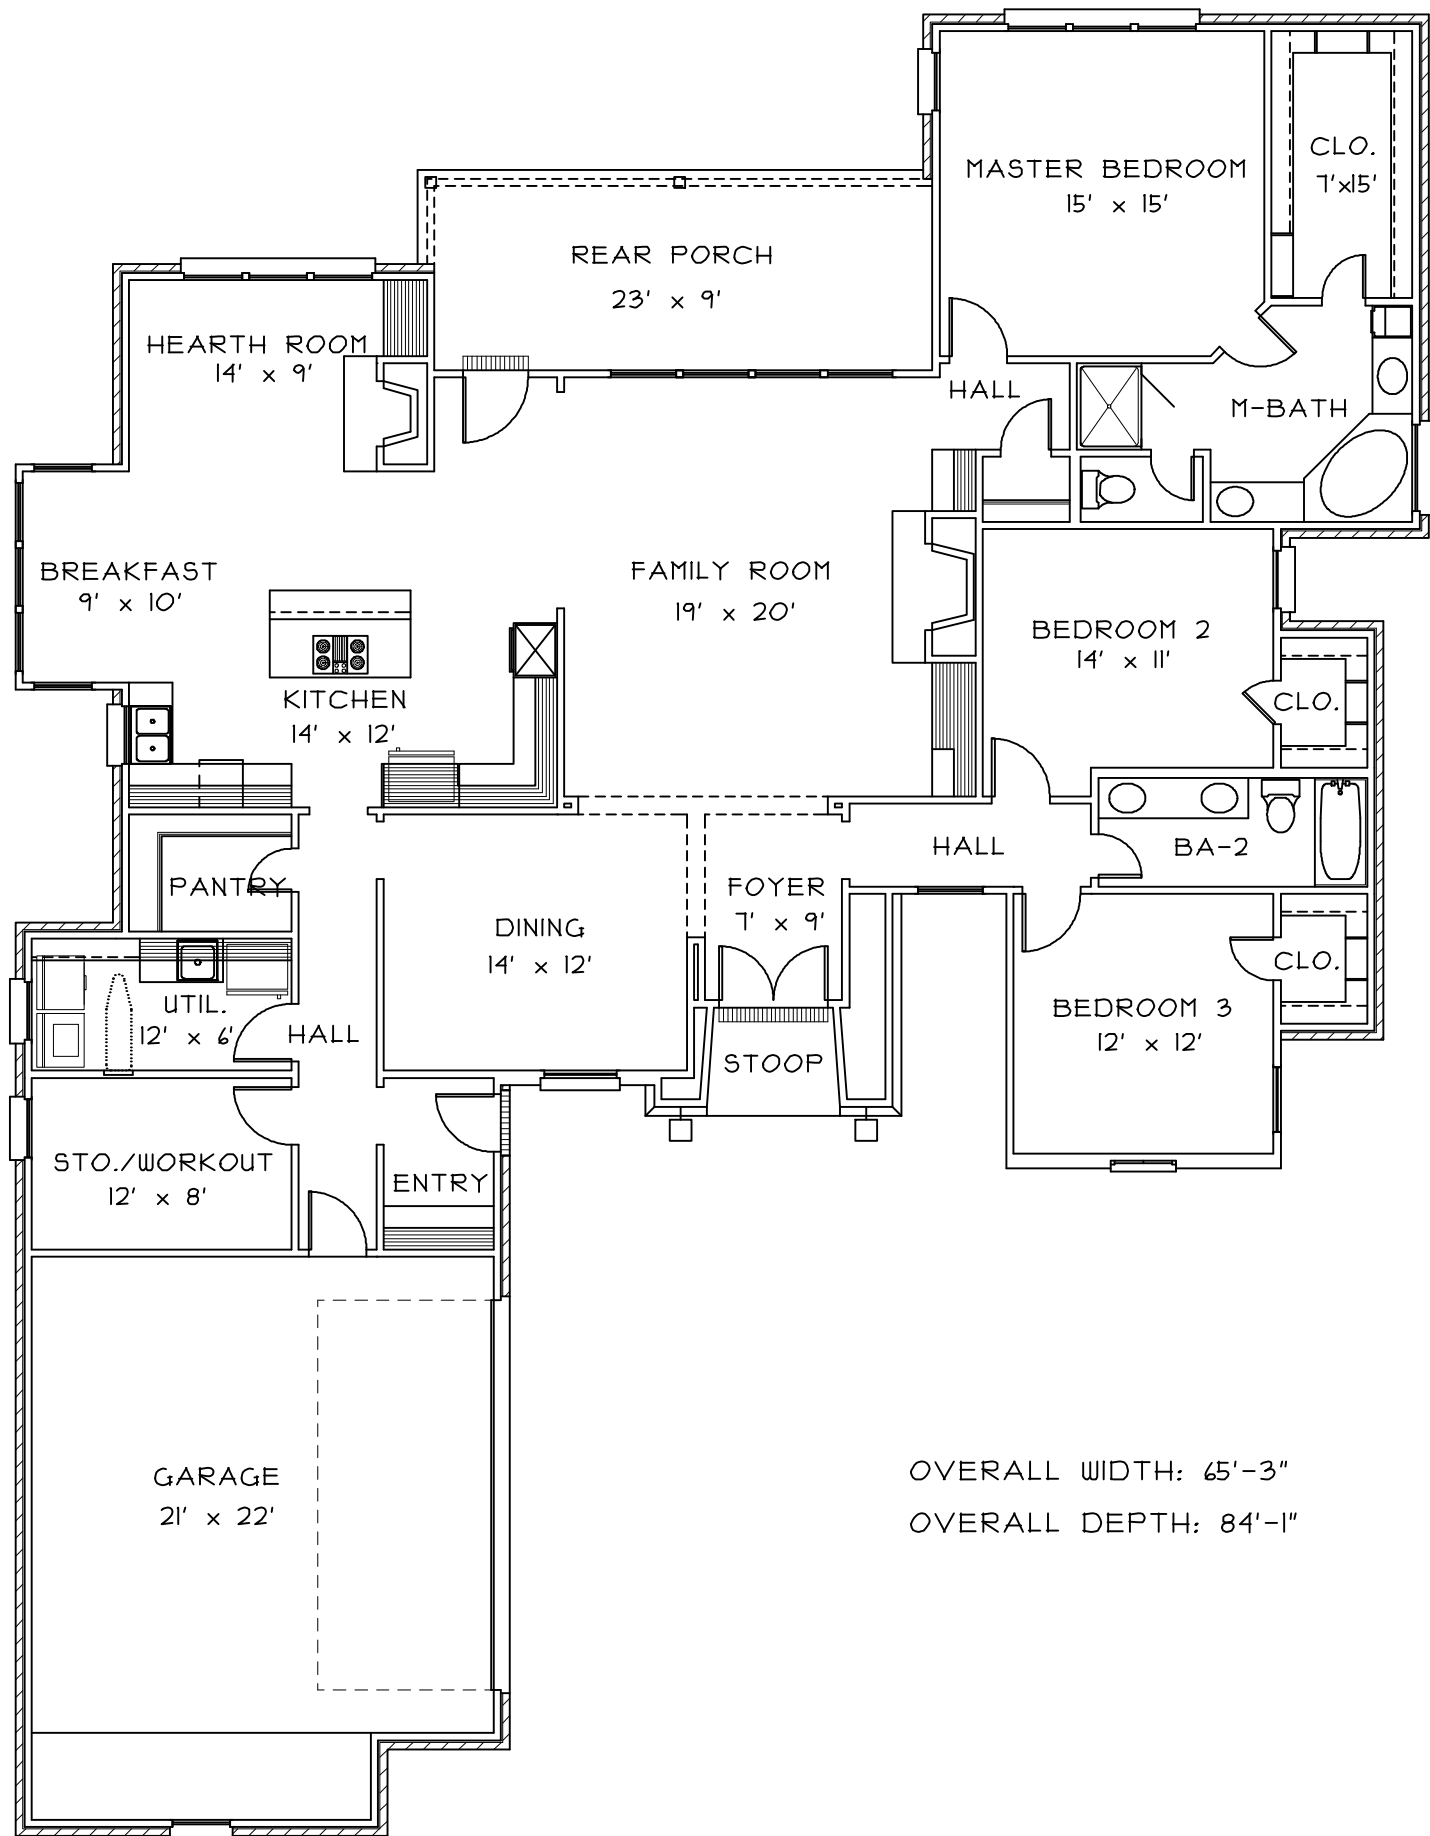 CLO.
7'x15'
MASTER BEDROOM
15' x 15'
REAR PORCH
23' x 9'
HEARTH ROOM
14' x 9'
HALL
M-BATH
BREAKFAST
9' x 10'
FAMILY ROOM
19' x 20'
BEDROOM 2
14' x 11'
CLO.
KITCHEN
14' x 12'
HALL
BA-2
PANTRY
FOYER
7' x 9'
DINING
14' x 12'
CLO.
UTIL.
12' x 6'
HALL
BEDROOM 3
12' x 12'
STOOP
STO./WORKOUT
12' x 8'
ENTRY
GARAGE
21' x 22'
OVERALL WIDTH: 65'-3"
OVERALL DEPTH: 84'-1"